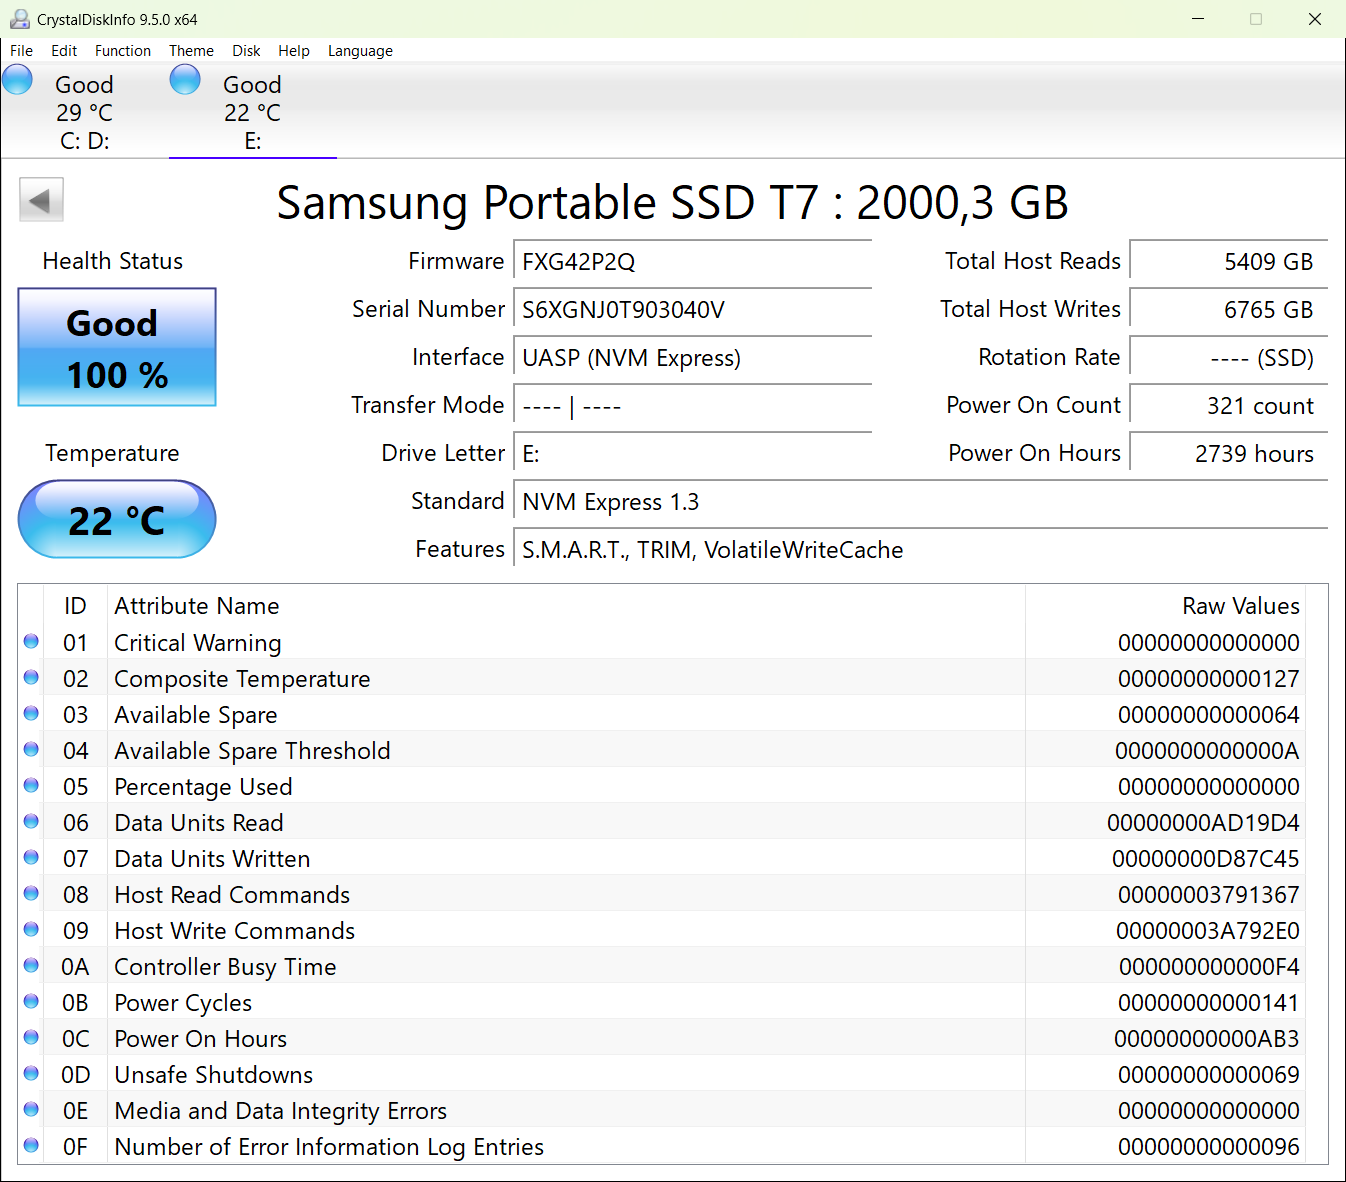 CrystalDiskInfo 9.5.0 x64
File Edit Function Theme Disk Help Language
Good Good
29 °C 22 °C
C: D: E:
Samsung Portable SSD T7 : 2000,3 GB
Health Status
Good
100 %
Temperature
22 °C
Firmware FXG42P2Q
Serial Number S6XGNJ0T903040V
Interface UASP (NVM Express)
Transfer Mode ---- | ----
Drive Letter E:
Standard NVM Express 1.3
Features S.M.A.R.T., TRIM, VolatileWriteCache
Total Host Reads 5409 GB
Total Host Writes 6765 GB
Rotation Rate ---- (SSD)
Power On Count 321 count
Power On Hours 2739 hours
ID Attribute Name Raw Values
01 Critical Warning 00000000000000
02 Composite Temperature 00000000000127
03 Available Spare 00000000000064
04 Available Spare Threshold 0000000000000A
05 Percentage Used 00000000000000
06 Data Units Read 00000000AD19D4
07 Data Units Written 00000000D87C45
08 Host Read Commands 00000003791367
09 Host Write Commands 00000003A792E0
0A Controller Busy Time 000000000000F4
0B Power Cycles 00000000000141
0C Power On Hours 00000000000AB3
0D Unsafe Shutdowns 00000000000069
0E Media and Data Integrity Errors 00000000000000
0F Number of Error Information Log Entries 00000000000096